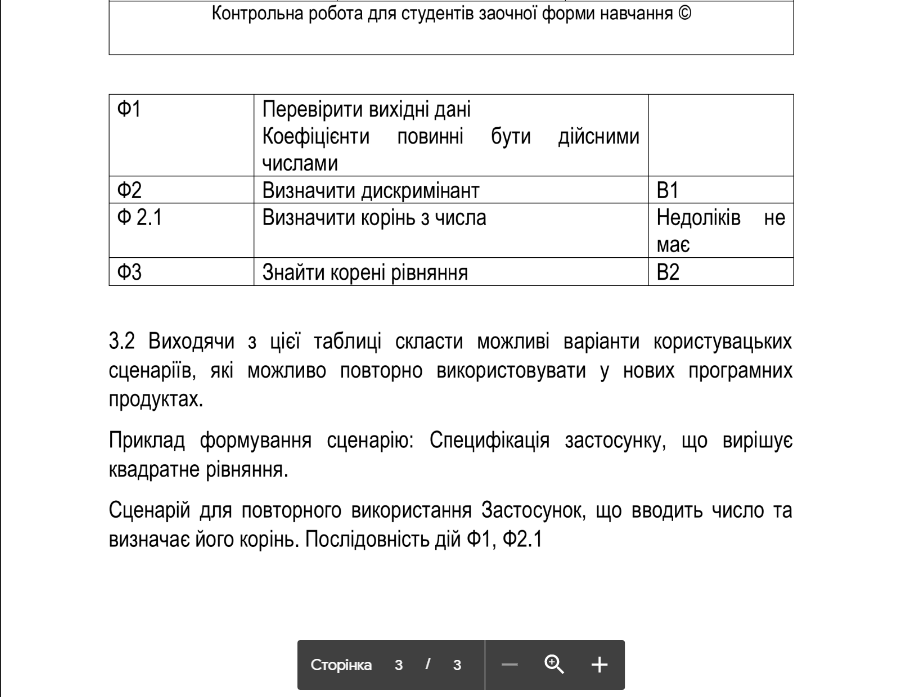 Контрольна робота для студентів заочної форми навчання ©
Ф1 Перевірити вихідні дані
Коефіцієнти повинні бути дійсними
числами
Ф2 Визначити дискримінант В1
Ф 2.1 Визначити корінь з числа Недоліків не
має
Ф3 Знайти корені рівняння В2
3.2 Виходячи з цієї таблиці скласти можливі варіанти користувацьких
сценаріїв, які можливо повторно використовувати у нових програмних
продуктах.
Приклад формування сценарію: Специфікація застосунку, що вирішує
квадратне рівняння.
Сценарій для повторного використання Застосунок, що вводить число та
визначає його корінь. Послідовність дій Ф1, Ф2.1
Сторінка 3 / 3